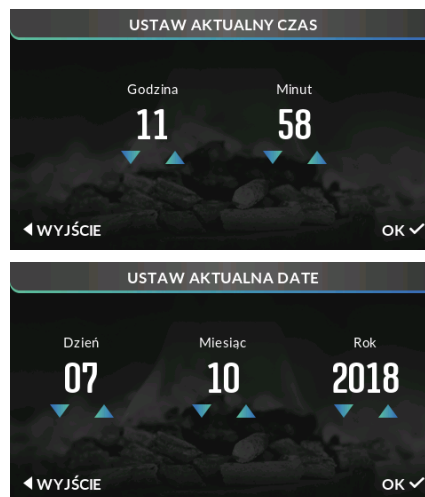 USTAW AKTUALNY CZAS
Godzina Minut
11 58
WYJŚCIE OK
USTAW AKTUALNA DATE
Dzień Miesiąc Rok
07 10 2018
WYJŚCIE OK